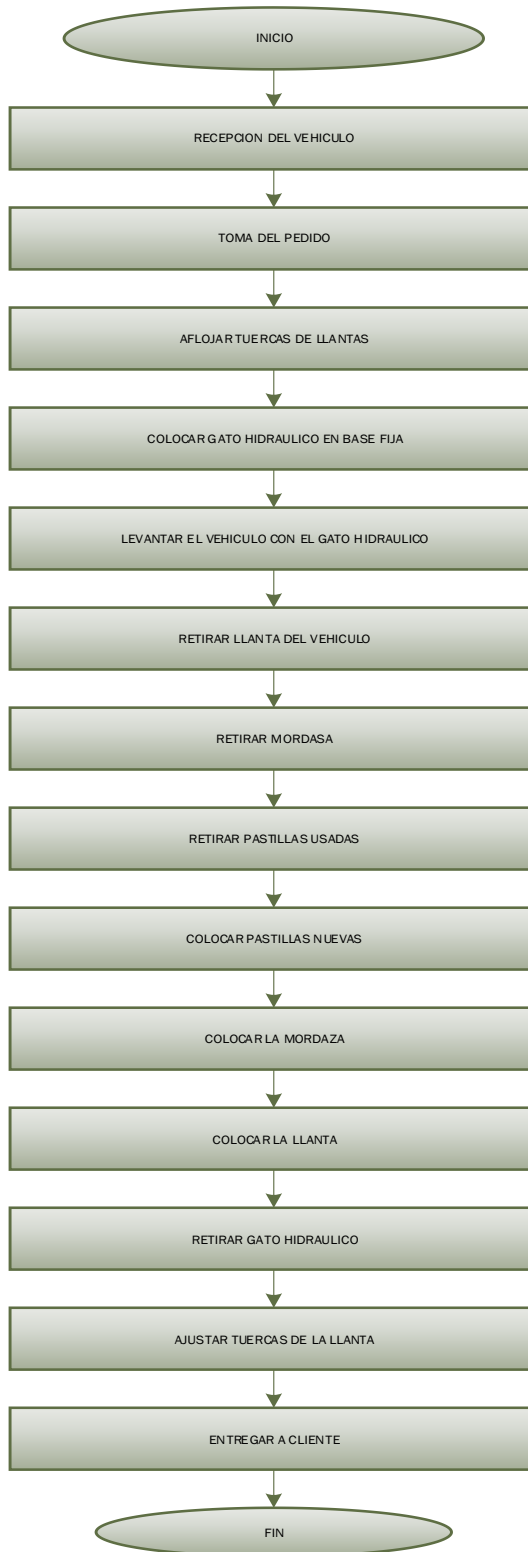 INICIO
RECEPCION DEL VEHICULO
TOMA DEL PEDIDO
AFLOJAR TUERCAS DE LLANTAS
COLOCAR GATO HIDRAULICO EN BASE FIJA
LEVANTAR EL VEHICULO CON EL GATO HIDRAULICO
RETIRAR LLANTA DEL VEHICULO
RETIRAR MORDASA
RETIRAR PASTILLAS USADAS
COLOCAR PASTILLAS NUEVAS
COLOCAR LA MORDAZA
COLOCAR LA LLANTA
RETIRAR GATO HIDRAULICO
AJUSTAR TUERCAS DE LA LLANTA
ENTREGAR A CLIENTE
FIN